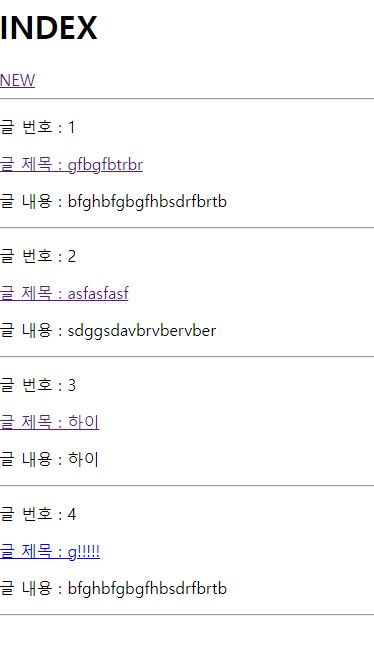 INDEX
NEW
글 번호 : 1
글 제목 : gfbgfbtrbr
글 내용 : bfghbfgbgfhbsdrfbrtb
글 번호 : 2
글 제목 : asfasfasf
글 내용 : sdggsdavbrvbervber
글 번호 : 3
글 제목 : 하이
글 내용 : 하이
글 번호 : 4
글 제목 : g!!!!!
글 내용 : bfghbfgbgfhbsdrfbrtb